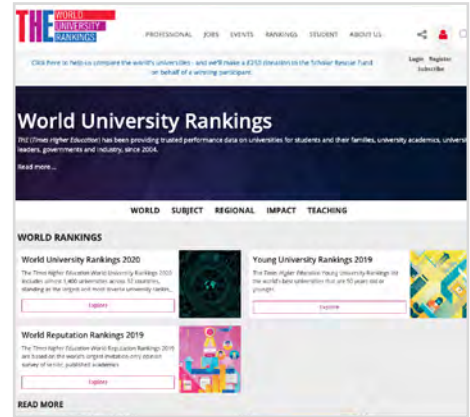 THE WORLD
UNIVERSITY
RANKINGS
PROFESSIONAL JOBS EVENTS RANKINGS STUDENT ABOUT US
Click here to help us compare the world's universities - and we'll make a £250 donation to the Scholar Rescue Fund
on behalf of a winning participant
Login Register
Subscribe
World University Rankings
THE (Times Higher Education) has been providing trusted performance data on universities for students and their families, university academics, universi
leaders, governments and industry, since 2004.
Read more...
WORLD SUBJECT REGIONAL IMPACT TEACHING
WORLD RANKINGS
World University Rankings 2020
The Times Higher Education World University Rankings 2020
includes almost 1,400 universities across 92 countries,
standing as the largest and most diverse university rankin...
Explore
Young University Rankings 2019
The Times Higher Education Young University Rankings list
the world's best universities that are 50 years old or
younger.
Explore
World Reputation Rankings 2019
The Times Higher Education World Reputation Rankings 2019
are based on the world's largest invitation-only opinion
survey of senior, published academics
Explore
READ MORE